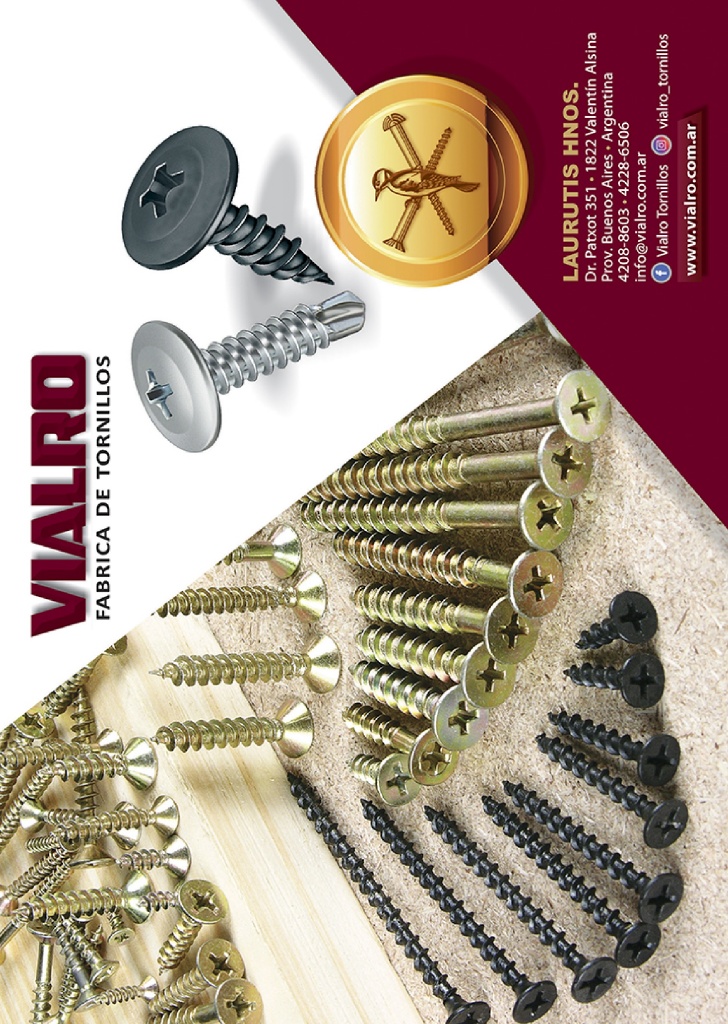 VIALRO
FABRICA DE TORNILLOS
LAURUTIS HNOS.
Dr. Patxot 351 • 1822 Valentín Alsina
Prov. Buenos Aires • Argentina
4208-8603 • 4228-6506
info@vialro.com.ar
Vialro Tornillos vialro_tornillos
www.vialro.com.ar